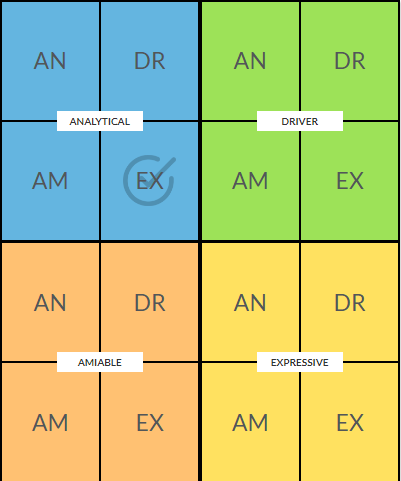 AN DR AN DR
ANALYTICAL DRIVER
AM EX AM EX
AN DR AN DR
AMIABLE EXPRESSIVE
AM EX AM EX